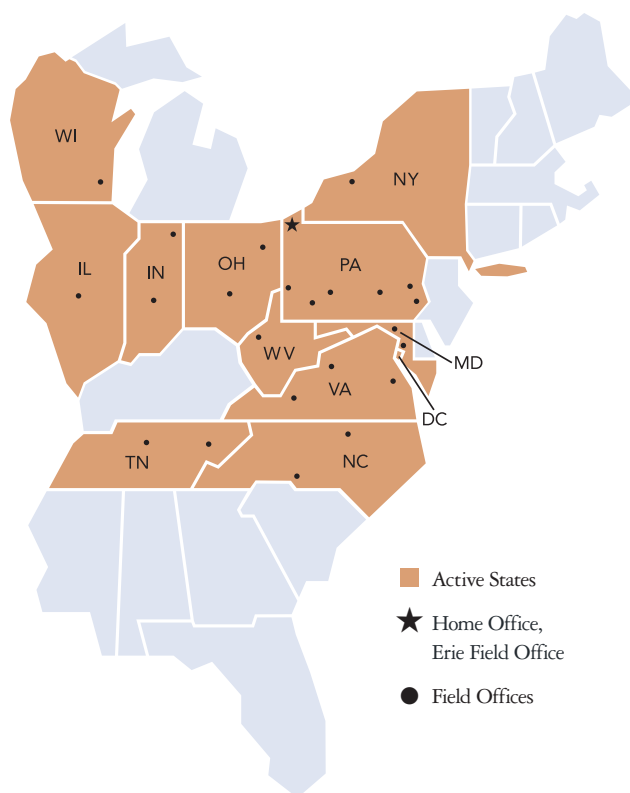 WI
NY
IL
IN
OH
PA
WV
MD
VA
DC
TN
NC
Active States
Home Office,
Erie Field Office
Field Offices